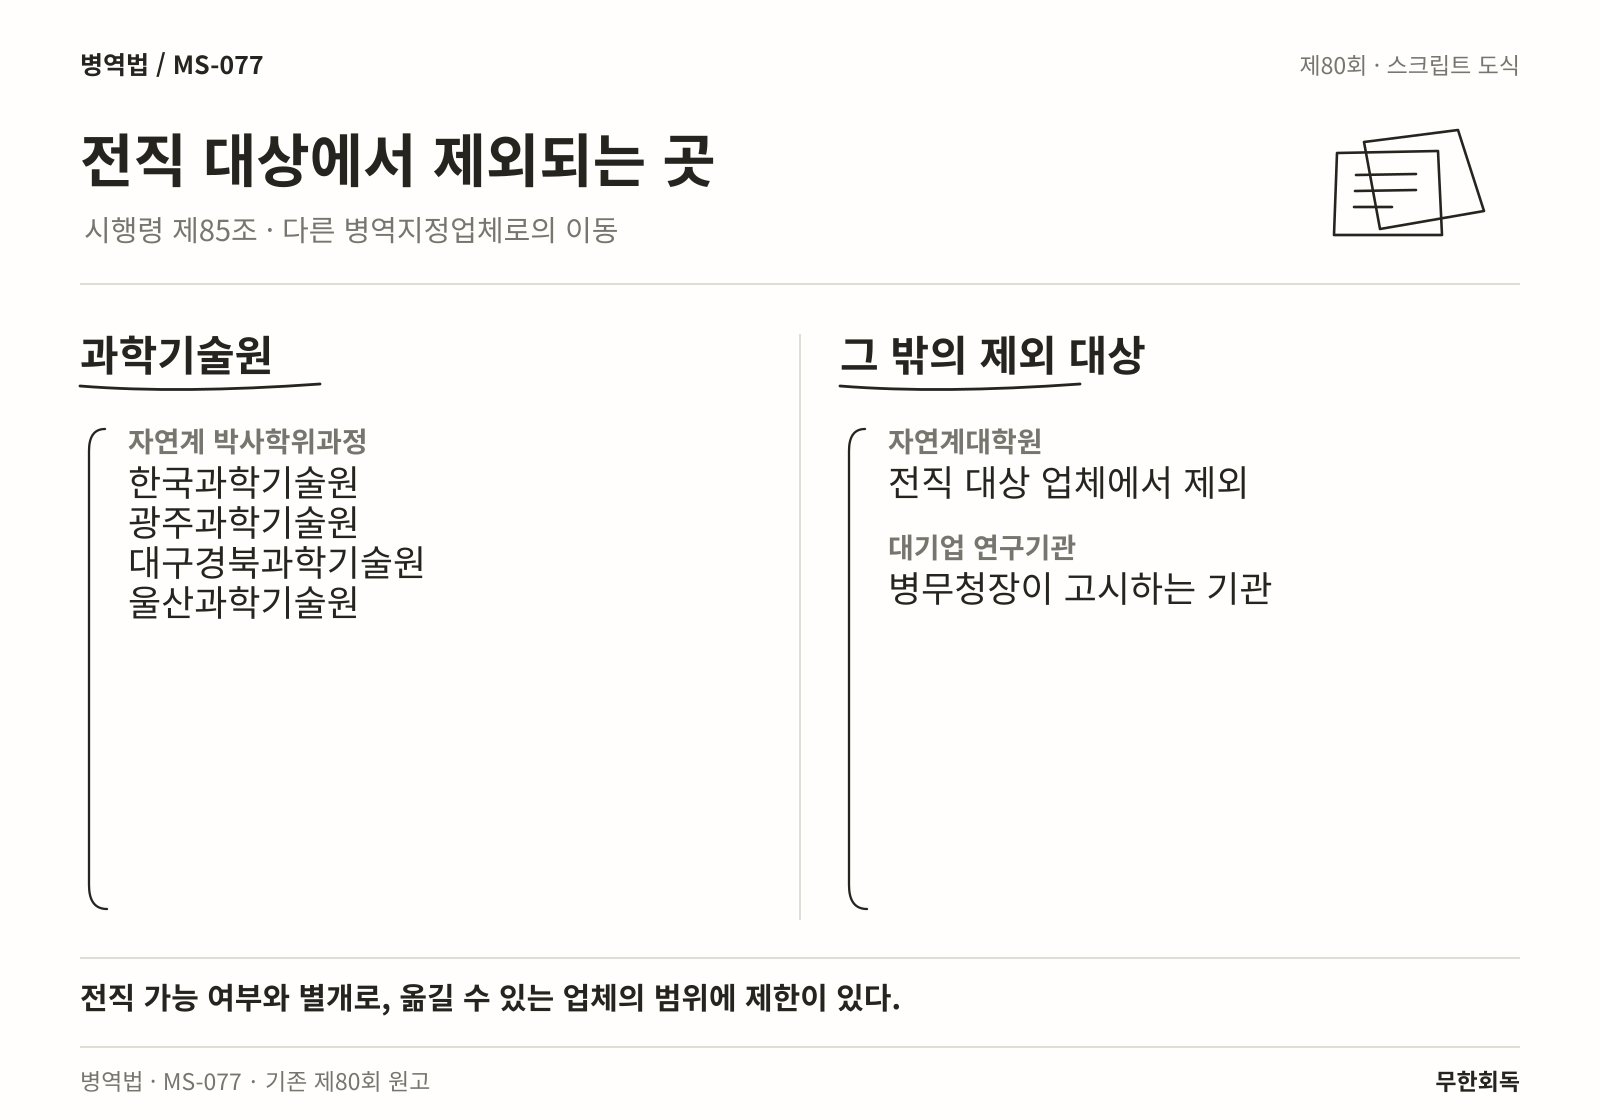 병역법 / MS-077
제80회 · 스크립트 도식
전직 대상에서 제외되는 곳
시행령 제85조 · 다른 병역지정업체로의 이동
과학기술원
자연계 박사학위과정
한국과학기술원
광주과학기술원
대구경북과학기술원
울산과학기술원
그 밖의 제외 대상
자연계대학원
전직 대상 업체에서 제외
대기업 연구기관
병무청장이 고시하는 기관
전직 가능 여부와 별개로, 옮길 수 있는 업체의 범위에 제한이 있다.
병역법 · MS-077 · 기존 제80회 원고
무한회독